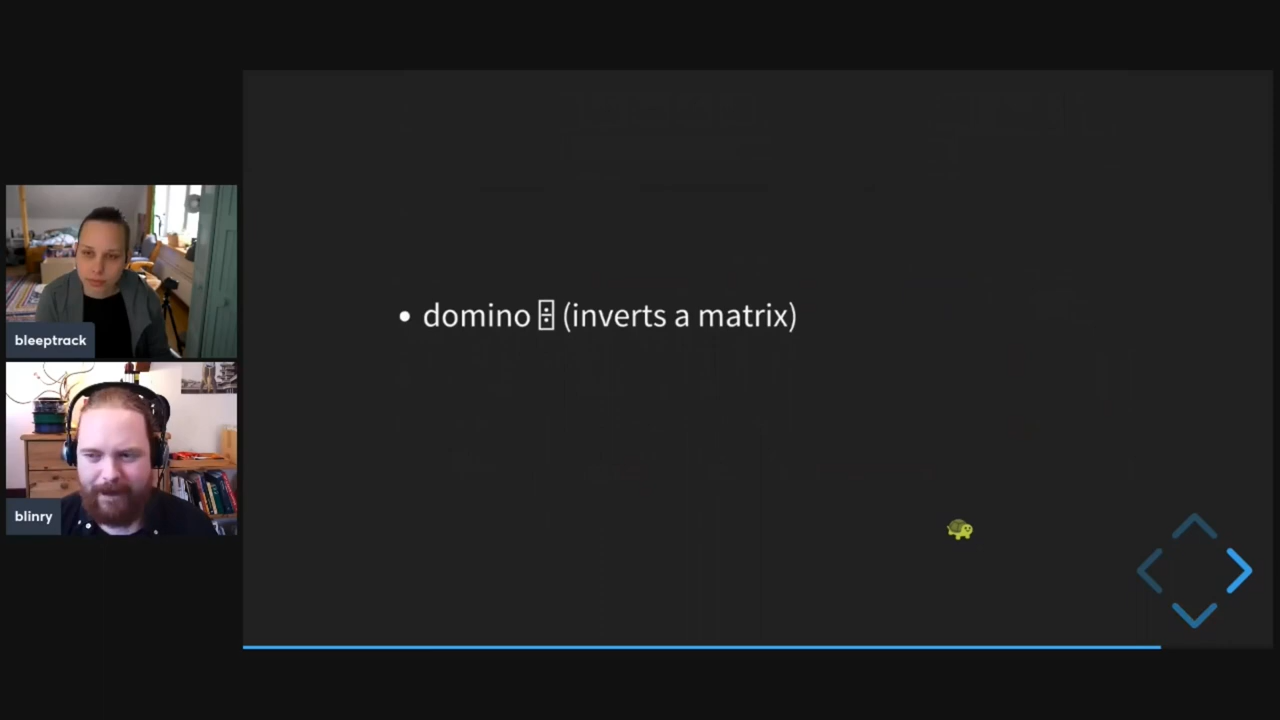 bleeptrack
blinry
domino ⌹ (inverts a matrix)